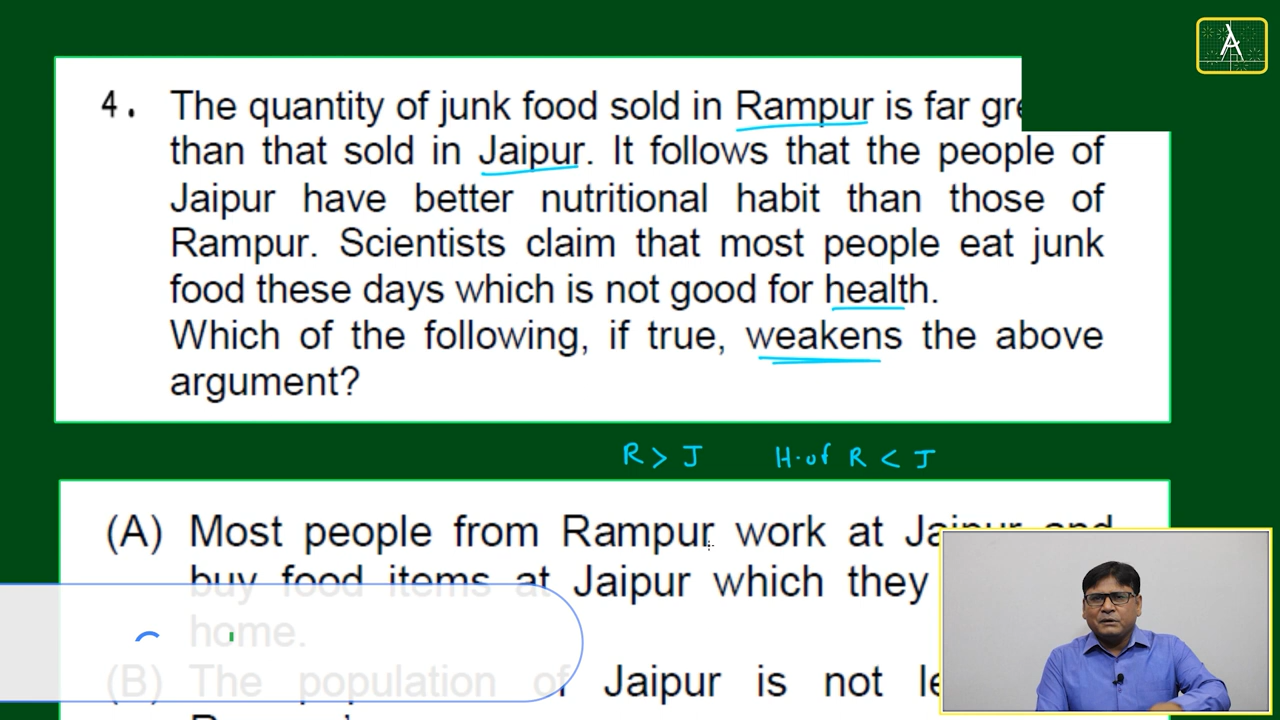 4. The quantity of junk food sold in Rampur is far
than that sold in Jaipur. It follows that the people of
Jaipur have better nutritional habit than those of
Rampur. Scientists claim that most people eat junk
food these days which is not good for health.
Which of the following, if true, weakens the above
argument?
R > J H.of R < J
(A) Most people from Rampur work at Jaipur and
buy food items at Jaipur which they
home.
(B) The population of Jaipur is not